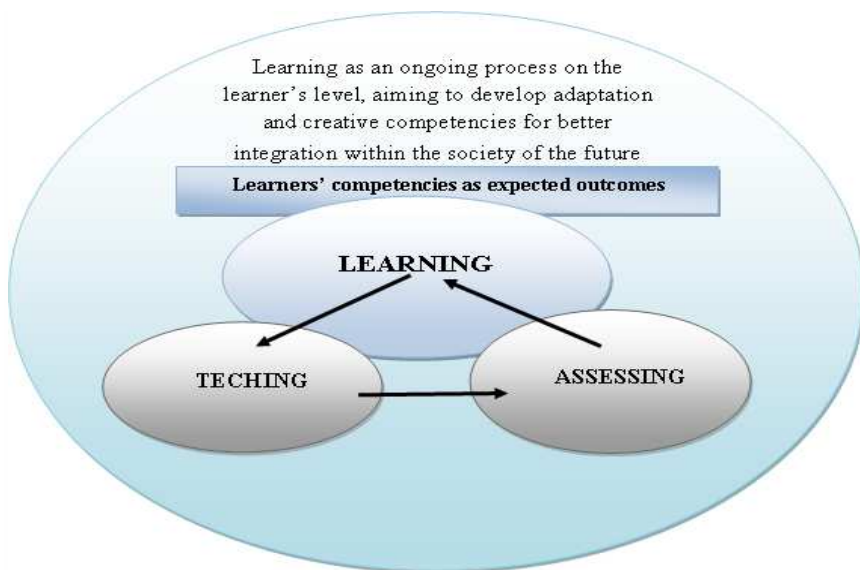 Learning as an ongoing process on the
learner's level, aiming to develop adaptation
and creative competencies for better
integration within the society of the future
Learners' competencies as expected outcomes
LEARNING
TECHING
ASSESSING